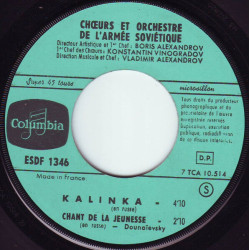 CHŒURS ET ORCHESTRE
DE L'ARMÉE SOVIÉTIQUE
Directeur Artistique et 1er Chef: BORIS ALEXANDROV
1er Chef des Chœurs: KONSTANTIN VINOGRADOV
Directeur Musicale et Chef: VLADIMIR ALEXANDROV
Super 45 tours
microsillon
Columbia
ESDF 1346
Made in France
D.P.
7 TCA 10.514
S
KALINKA - 4'10
(en russe)
CHANT DE LA JEUNESSE - 2'10
(en russe) - Dounaïevsky